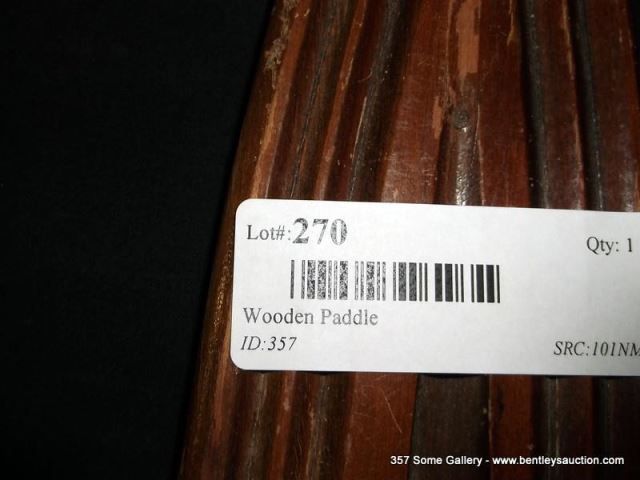 Lot#:270
Qty: 1
Wooden Paddle
ID:357
SRC:101NM
357 Some Gallery - www.bentleysauction.com